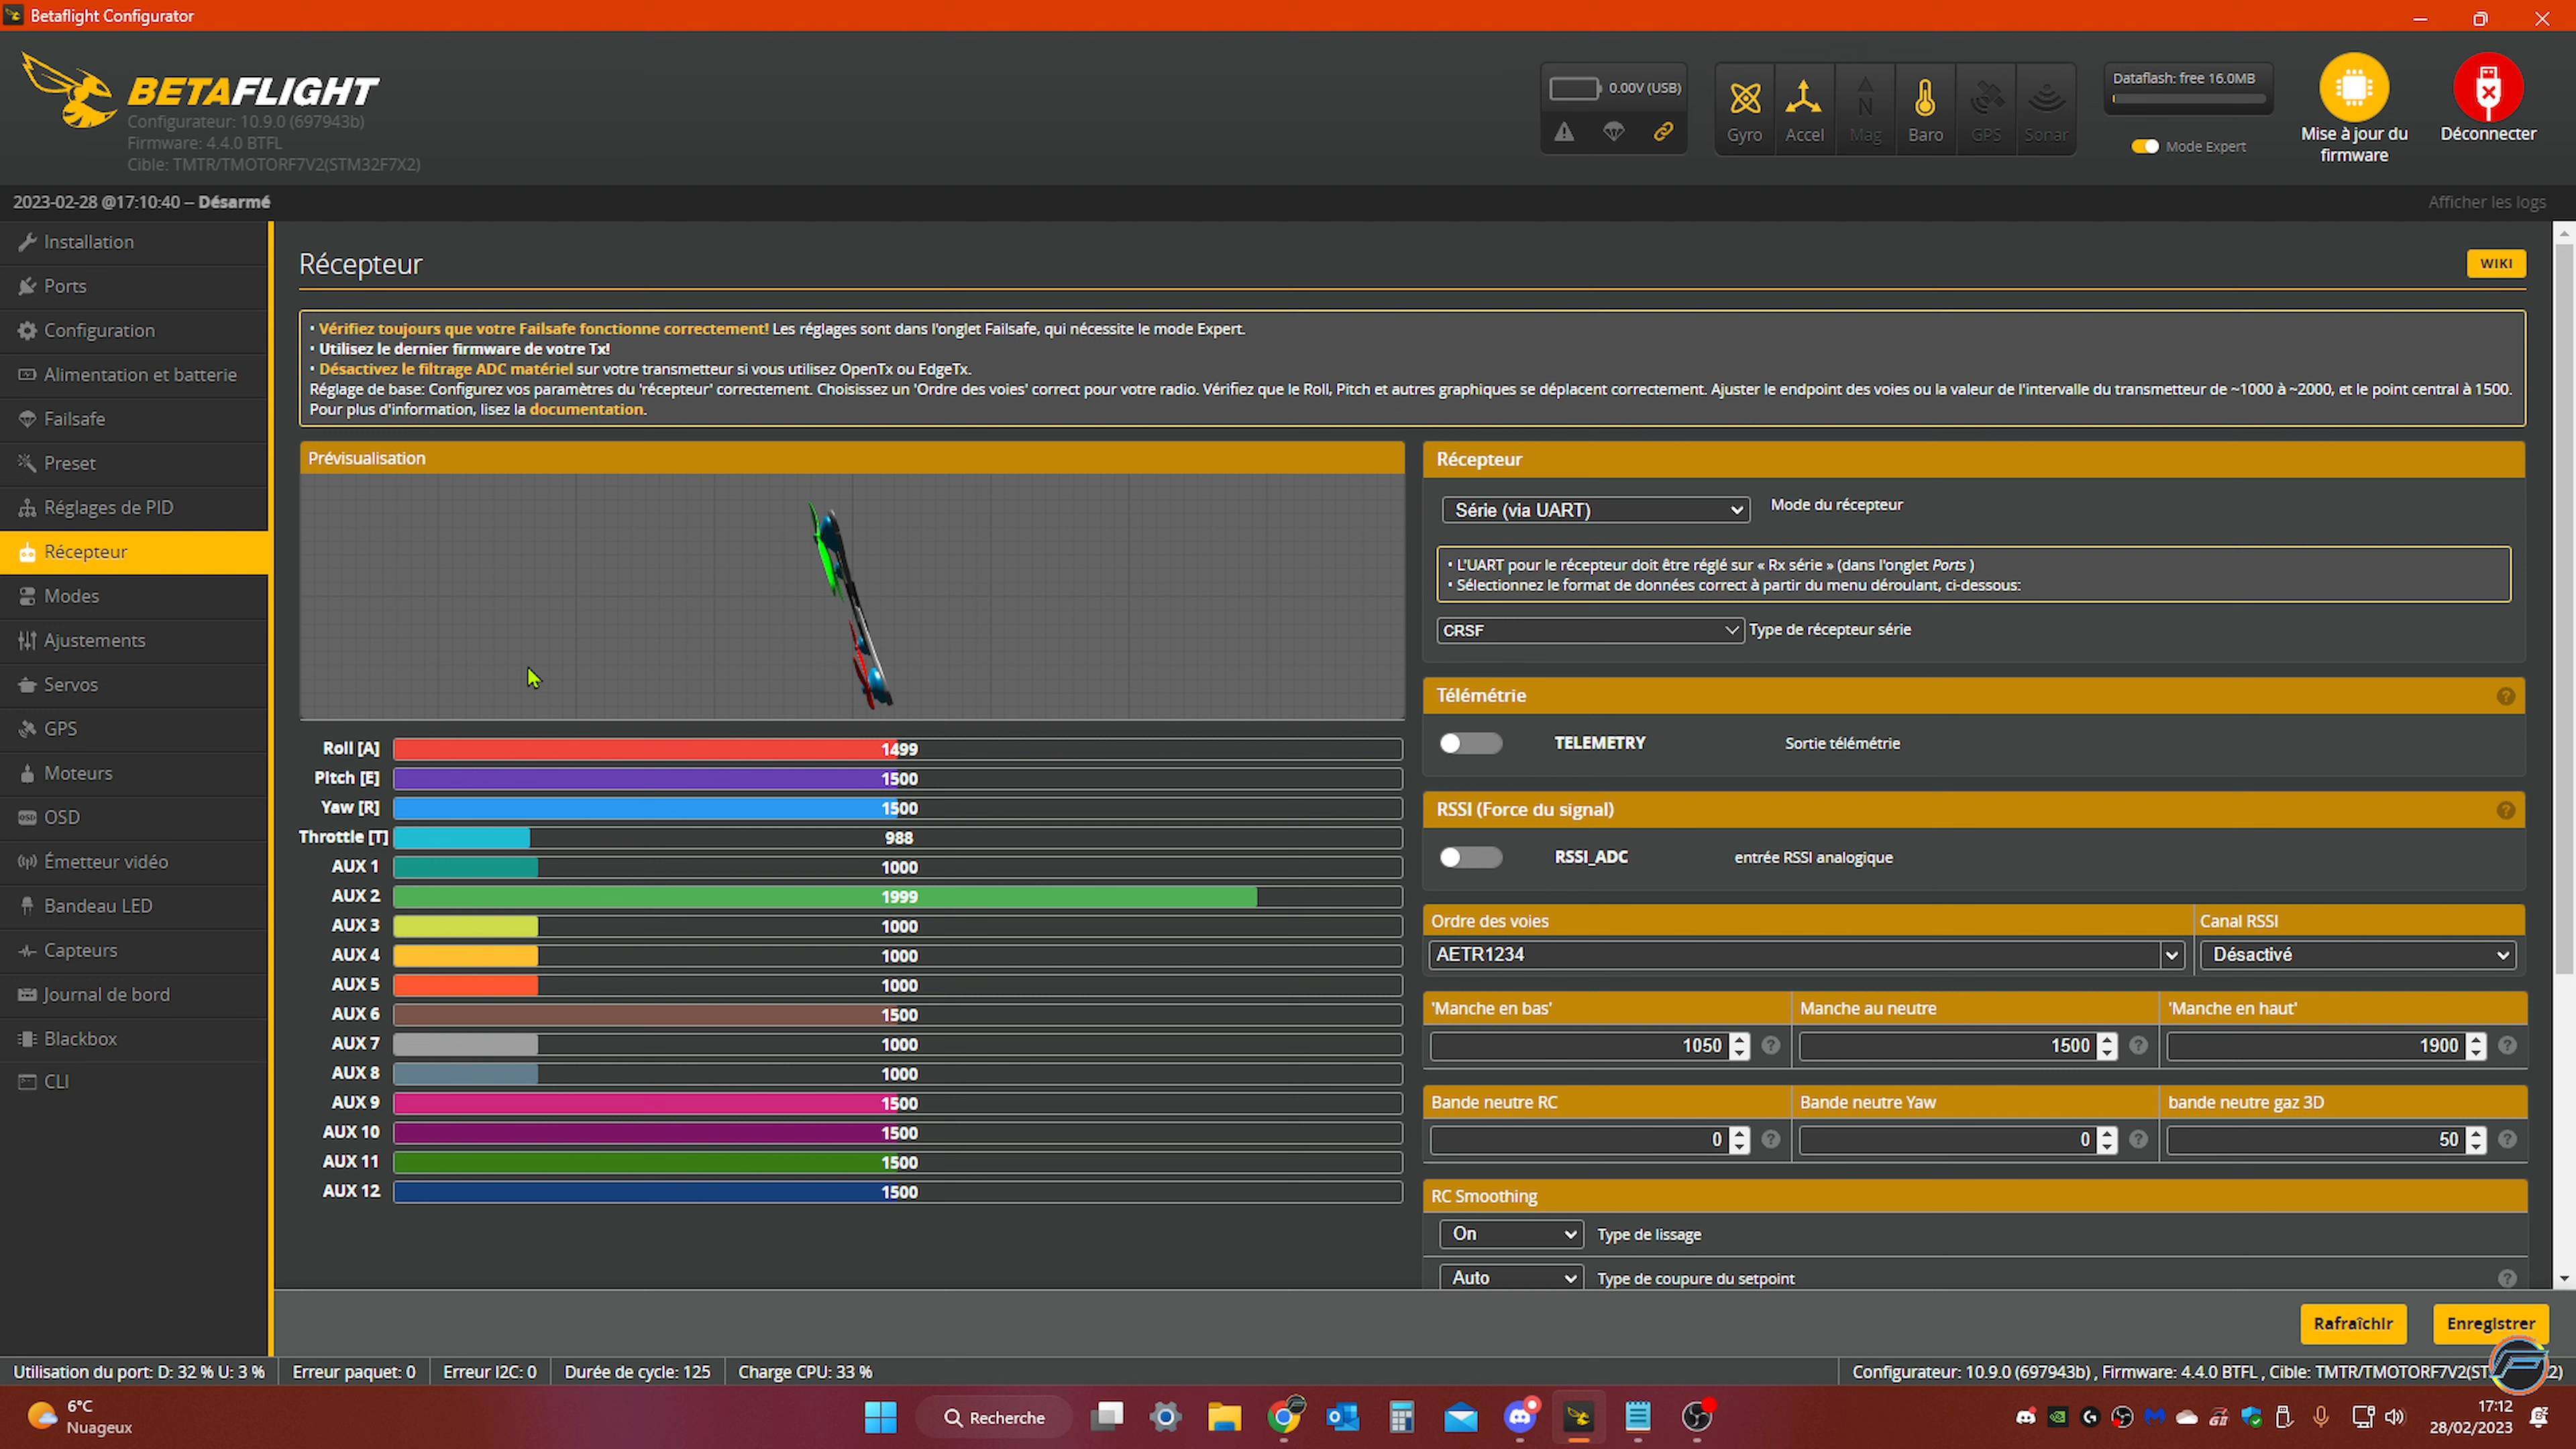 Betaflight Configurator
BETAFLIGHT
Configurateur: 10.9.0 (697943b)
Firmware: 4.4.0 BTFL
Cible: TMTR/TMOTORF7V2(STM32F7X2)
0.00V (USB)
Gyro
Accel
Mag
Baro
GPS
Sonar
Dataflash: free 16.0MB
Mode Expert
Mise à jour du
firmware
Déconnecter
2023-02-28 @17:10:40 -- Désarmé
Afficher les logs
Installation
Ports
Configuration
Alimentation et batterie
Failsafe
Preset
Réglages de PID
Récepteur
Modes
Ajustements
Servos
GPS
Moteurs
OSD
Émetteur vidéo
Bandeau LED
Capteurs
Journal de bord
Blackbox
CLI
Récepteur
WIKI
• Vérifiez toujours que votre Failsafe fonctionne correctement! Les réglages sont dans l'onglet Failsafe, qui nécessite le mode Expert.
• Utilisez le dernier firmware de votre Tx!
• Désactivez le filtrage ADC matériel sur votre transmetteur si vous utilisez OpenTx ou EdgeTx.
Réglage de base: Configurez vos paramètres du 'récepteur' correctement. Choisissez un 'Ordre des voies' correct pour votre radio. Vérifiez que le Roll, Pitch et autres graphiques se déplacent correctement. Ajuster le endpoint des voies ou la valeur de l'intervalle du transmetteur de ~1000 à ~2000, et le point central à 1500.
Pour plus d'information, lisez la documentation.
Prévisualisation
Roll [A] 1499
Pitch [E] 1500
Yaw [R] 1500
Throttle [T] 988
AUX 1 1000
AUX 2 1999
AUX 3 1000
AUX 4 1000
AUX 5 1000
AUX 6 1500
AUX 7 1000
AUX 8 1000
AUX 9 1500
AUX 10 1500
AUX 11 1500
AUX 12 1500
Récepteur
Série (via UART) Mode du récepteur
• L'UART pour le récepteur doit être réglé sur « Rx série » (dans l'onglet Ports )
• Sélectionnez le format de données correct à partir du menu déroulant, ci-dessous:
CRSF Type de récepteur série
Télémétrie
TELEMETRY Sortie télémétrie
RSSI (Force du signal)
RSSI_ADC entrée RSSI analogique
Ordre des voies Canal RSSI
AETR1234 Désactivé
'Manche en bas' Manche au neutre 'Manche en haut'
1050 1500 1900
Bande neutre RC Bande neutre Yaw bande neutre gaz 3D
0 0 50
RC Smoothing
On Type de lissage
Auto Type de coupure du setpoint
Rafraîchir
Enregistrer
Utilisation du port: D: 32 % U: 3 % Erreur paquet: 0 Erreur I2C: 0 Durée de cycle: 125 Charge CPU: 33 %
Configurateur: 10.9.0 (697943b) , Firmware: 4.4.0 BTFL , Cible: TMTR/TMOTORF7V2(ST 2)
6°C
Nuageux
Recherche
17:12
28/02/2023